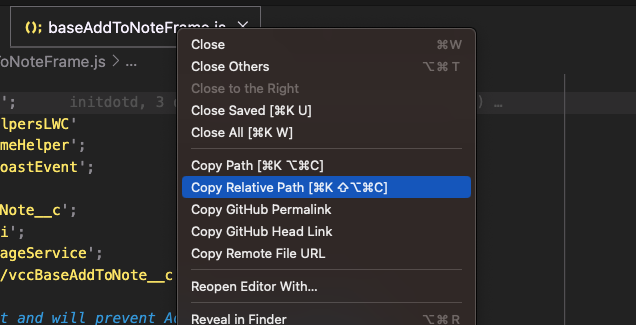 (); baseAddToNoteFrame.js ×
oNoteFrame.js > ...
Close ⌘W
Close Others ⌥⌘T
Close to the Right
Close Saved [⌘K U]
Close All [⌘K W]
Copy Path [⌘K ⌥⌘C]
Copy Relative Path [⌘K ⇧⌥⌘C]
Copy GitHub Permalink
Copy GitHub Head Link
Copy Remote File URL
Reopen Editor With...
Reveal in Finder ⌥⌘R
'; initdotd, 3 ) …
lpersLWC'
meHelper';
oastEvent';
Note__c';
i';
ageService';
/vccBaseAddToNote__c
t and will prevent